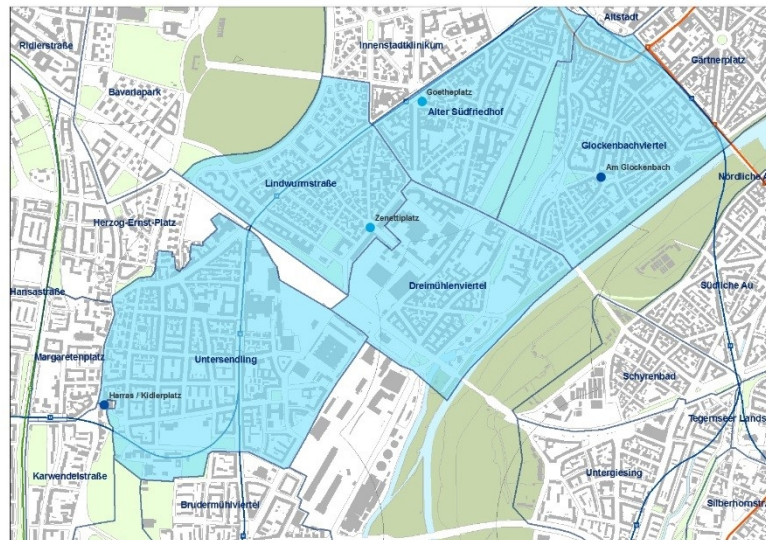 Altstadt
Ridlerstraße
Innenstadtklinikum
Gärtnerplatz
Bavariapark
Goetheplatz
Alter Südfriedhof
Glockenbachviertel
Am Glockenbach
Nördliche A
Lindwurmstraße
Herzog-Ernst-Platz
Zenettiplatz
Hansastraße
Dreimühlenviertel
Südliche Au
Margaretenplatz
Untersendling
Schyrenbad
Harras / Kidlerplatz
Tegernseer Lands
Karwendelstraße
Untergiesing
Brudermühlviertel
Silberhornstr.